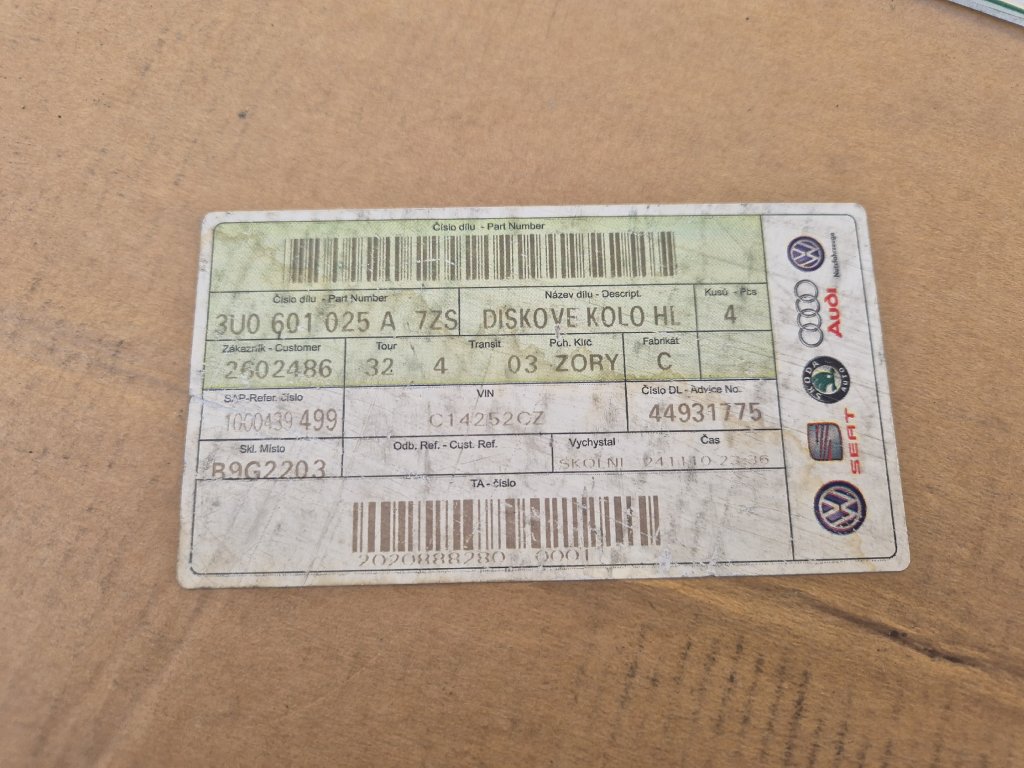 Číslo dílu - Part Number
Číslo dílu - Part Number
Název dílu - Descript.
Kusů - Pcs
3U0 601 025 A 7ZS
DISKOVE KOLO HL
4
Zákazník - Customer
Tour
Transit
Poh. Klíč
Fabrikát
2602486
32 4
03 ZORY
C
SAP-Refer. číslo
VIN
Číslo DL - Advice No.
1000439 499
C14252CZ
44931775
Skl. Místo
Odb. Ref. - Cust. Ref.
Vychystal
Čas
B9G2203
SKOLNI
241110 23:36
TA - číslo
2020888280 0001
Nutzfahrzeuge
Audi
ŠKODA
AUTO
SEAT